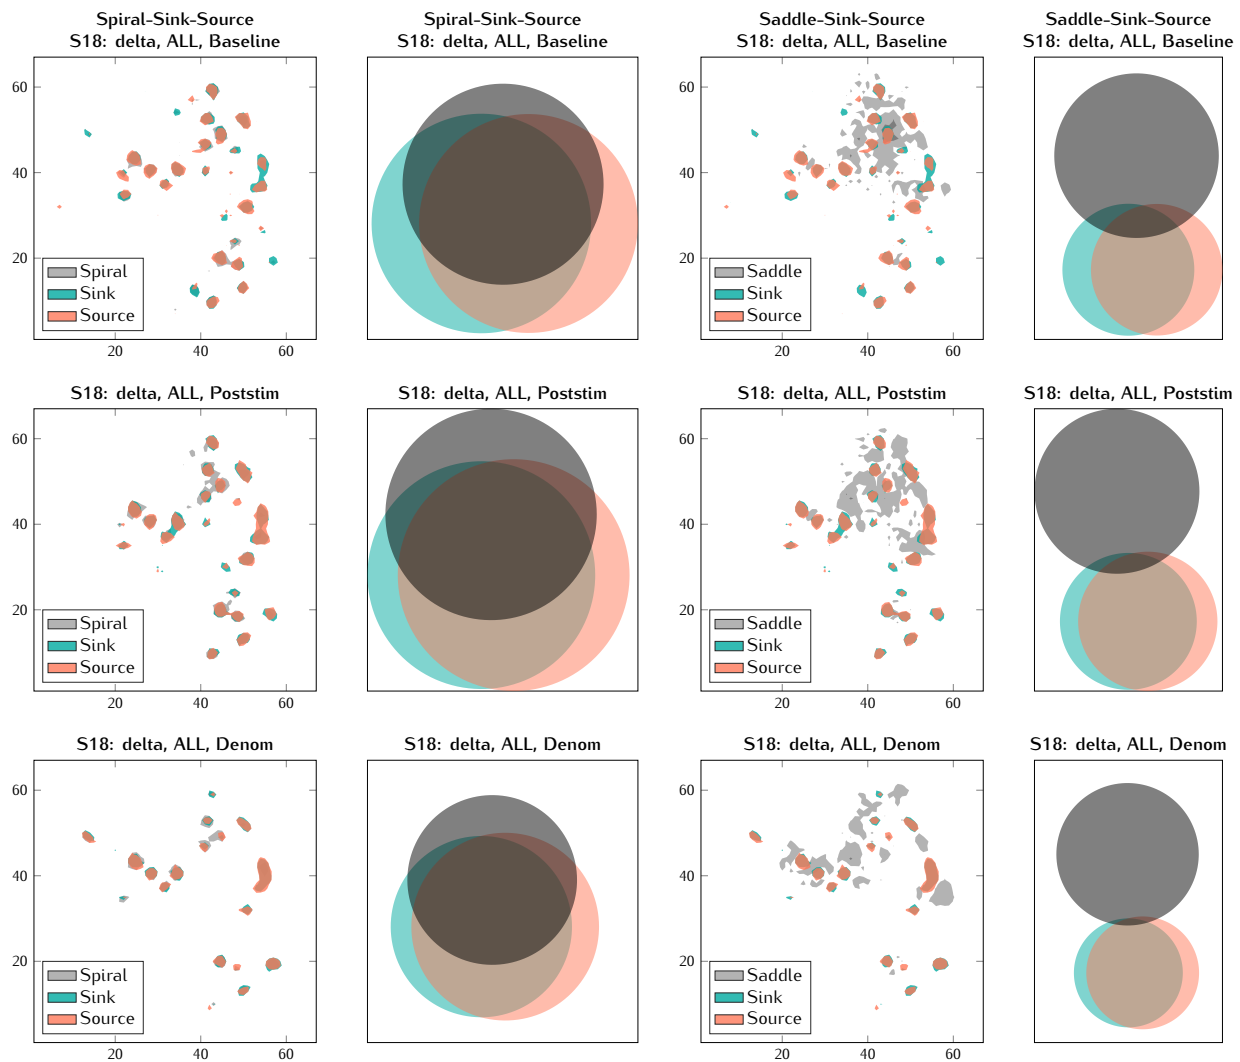 Spiral-Sink-Source
S18: delta, ALL, Baseline
60
40
20
20
40
60
Spiral
Sink
Source
Spiral-Sink-Source
S18: delta, ALL, Baseline
Saddle-Sink-Source
S18: delta, ALL, Baseline
60
40
20
20
40
60
Saddle
Sink
Source
Saddle-Sink-Source
S18: delta, ALL, Baseline
S18: delta, ALL, Poststim
60
40
20
20
40
60
Spiral
Sink
Source
S18: delta, ALL, Poststim
S18: delta, ALL, Poststim
60
40
20
20
40
60
Saddle
Sink
Source
S18: delta, ALL, Poststim
S18: delta, ALL, Denom
60
40
20
20
40
60
Spiral
Sink
Source
S18: delta, ALL, Denom
S18: delta, ALL, Denom
60
40
20
20
40
60
Saddle
Sink
Source
S18: delta, ALL, Denom